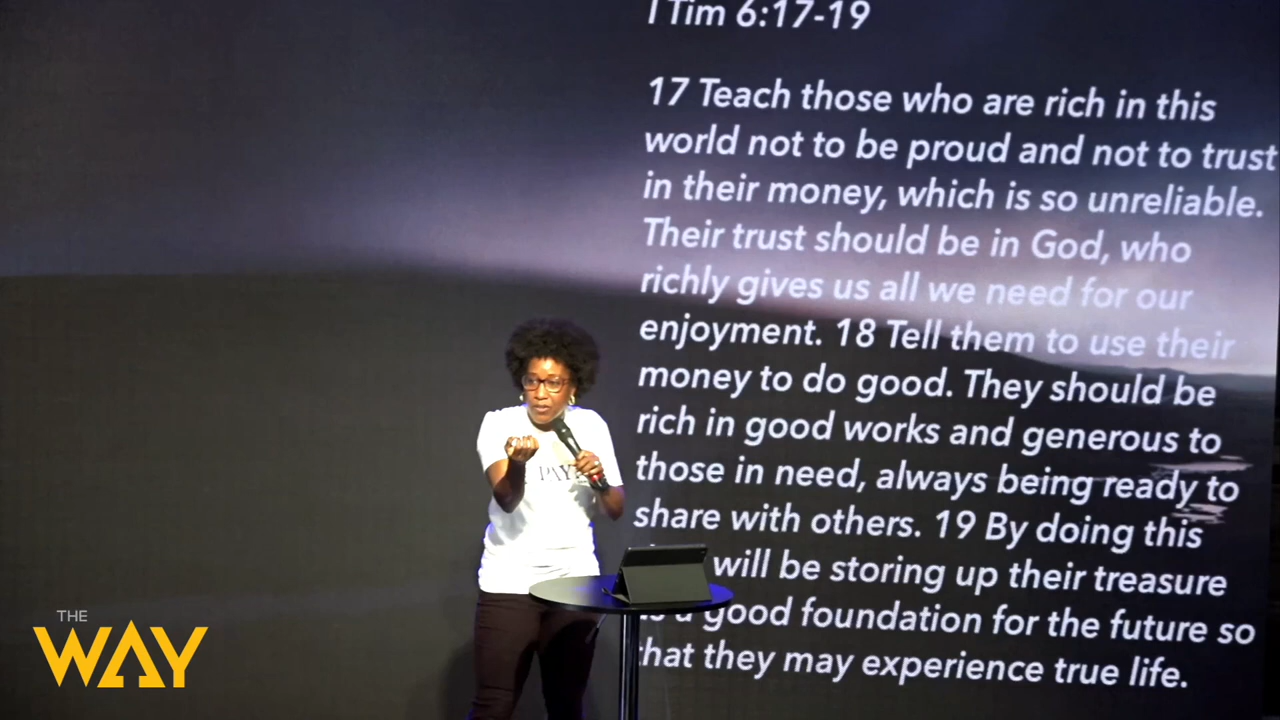 I Tim 6:17-19
17 Teach those who are rich in this
world not to be proud and not to trust
in their money, which is so unreliable.
Their trust should be in God, who
richly gives us all we need for our
enjoyment. 18 Tell them to use their
money to do good. They should be
rich in good works and generous to
those in need, always being ready to
share with others. 19 By doing this
will be storing up their treasure
good foundation for the future so
that they may experience true life.
THE
WAY